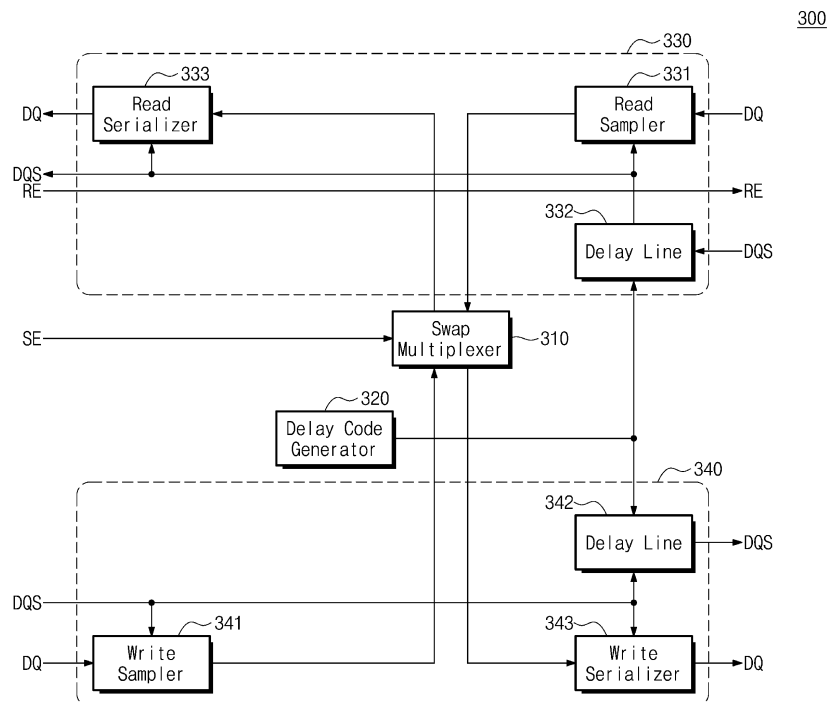 300
330
333
331
DQ
Read
Serializer
Read
Sampler
DQ
DQS
RE
RE
332
Delay Line
DQS
SE
Swap
Multiplexer
310
320
Delay Code
Generator
340
342
Delay Line
DQS
DQS
341
343
DQ
Write
Sampler
Write
Serializer
DQ